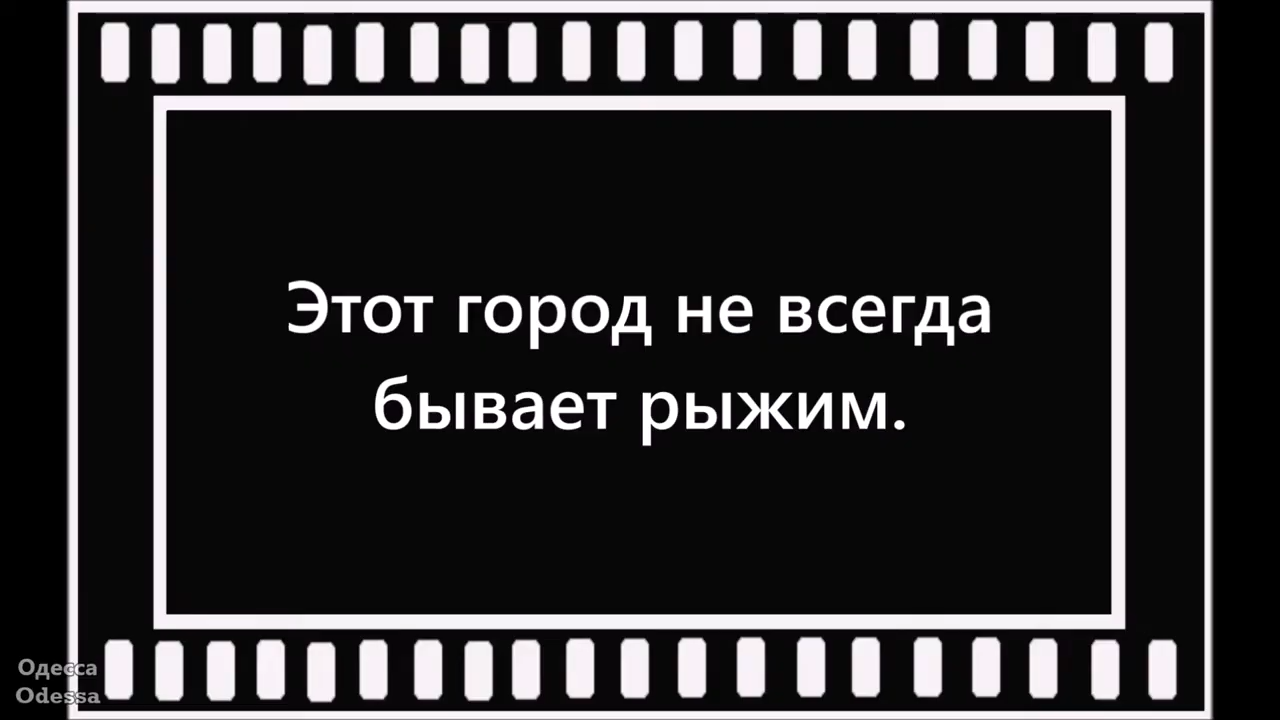 Этот город не всегда
бывает рыжим.
Одесса
Odessa